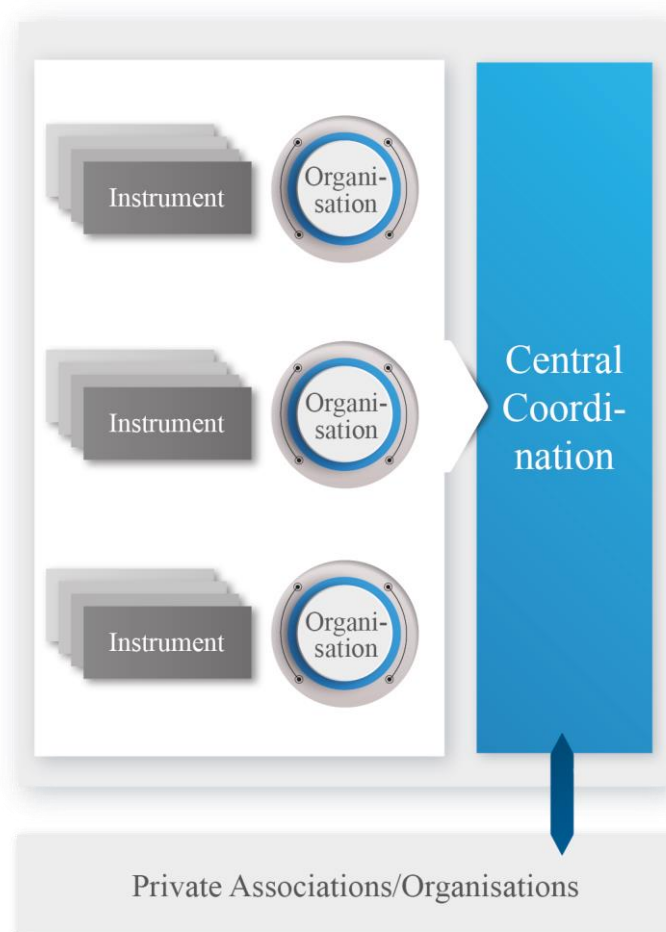 Instrument
Organi-
sation
Instrument
Organi-
sation
Instrument
Organi-
sation
Central
Coordi-
nation
Private Associations/Organisations